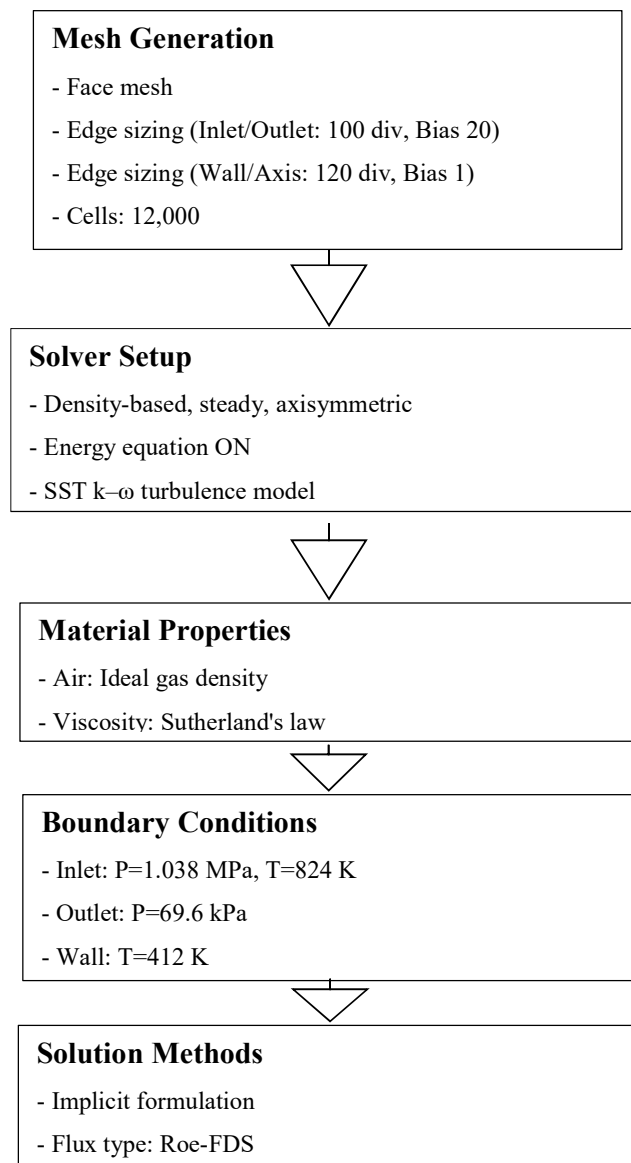 Mesh Generation
- Face mesh
- Edge sizing (Inlet/Outlet: 100 div, Bias 20)
- Edge sizing (Wall/Axis: 120 div, Bias 1)
- Cells: 12,000
Solver Setup
- Density-based, steady, axisymmetric
- Energy equation ON
- SST k–ω turbulence model
Material Properties
- Air: Ideal gas density
- Viscosity: Sutherland's law
Boundary Conditions
- Inlet: P=1.038 MPa, T=824 K
- Outlet: P=69.6 kPa
- Wall: T=412 K
Solution Methods
- Implicit formulation
- Flux type: Roe-FDS